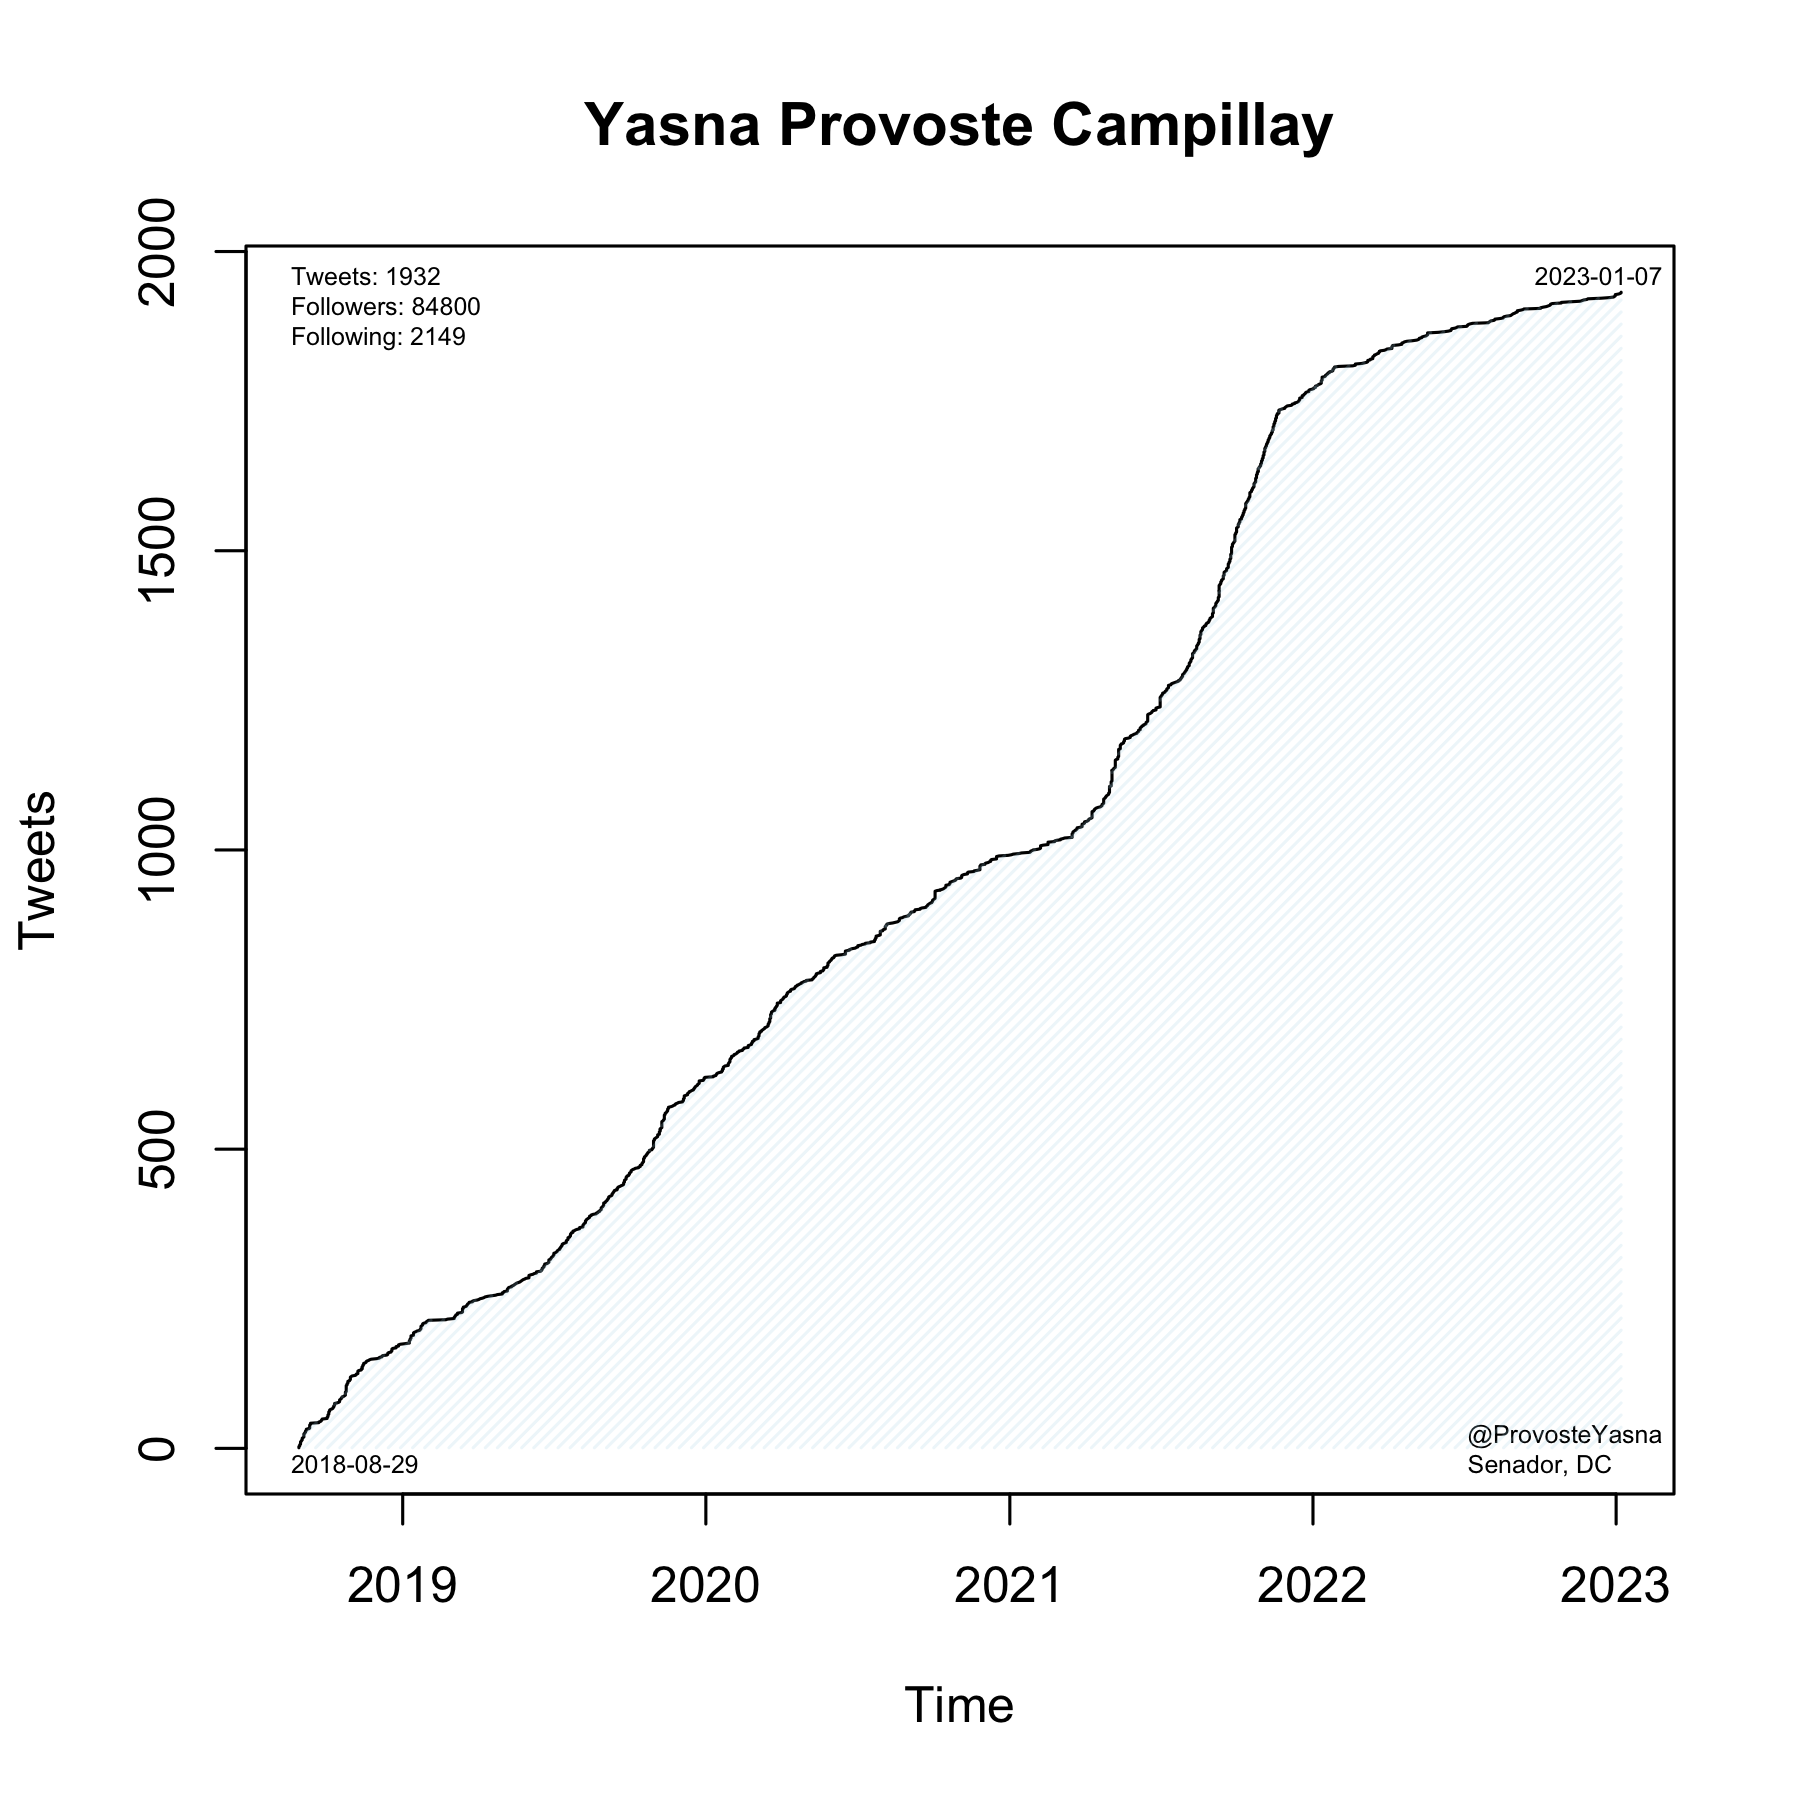 Yasna Provoste Campillay
Tweets: 1932
Followers: 84800
Following: 2149
2023-01-07
2000
1500
1000
500
0
Tweets
@ProvosteYasna
Senador, DC
2018-08-29
2019
2020
2021
2022
2023
Time